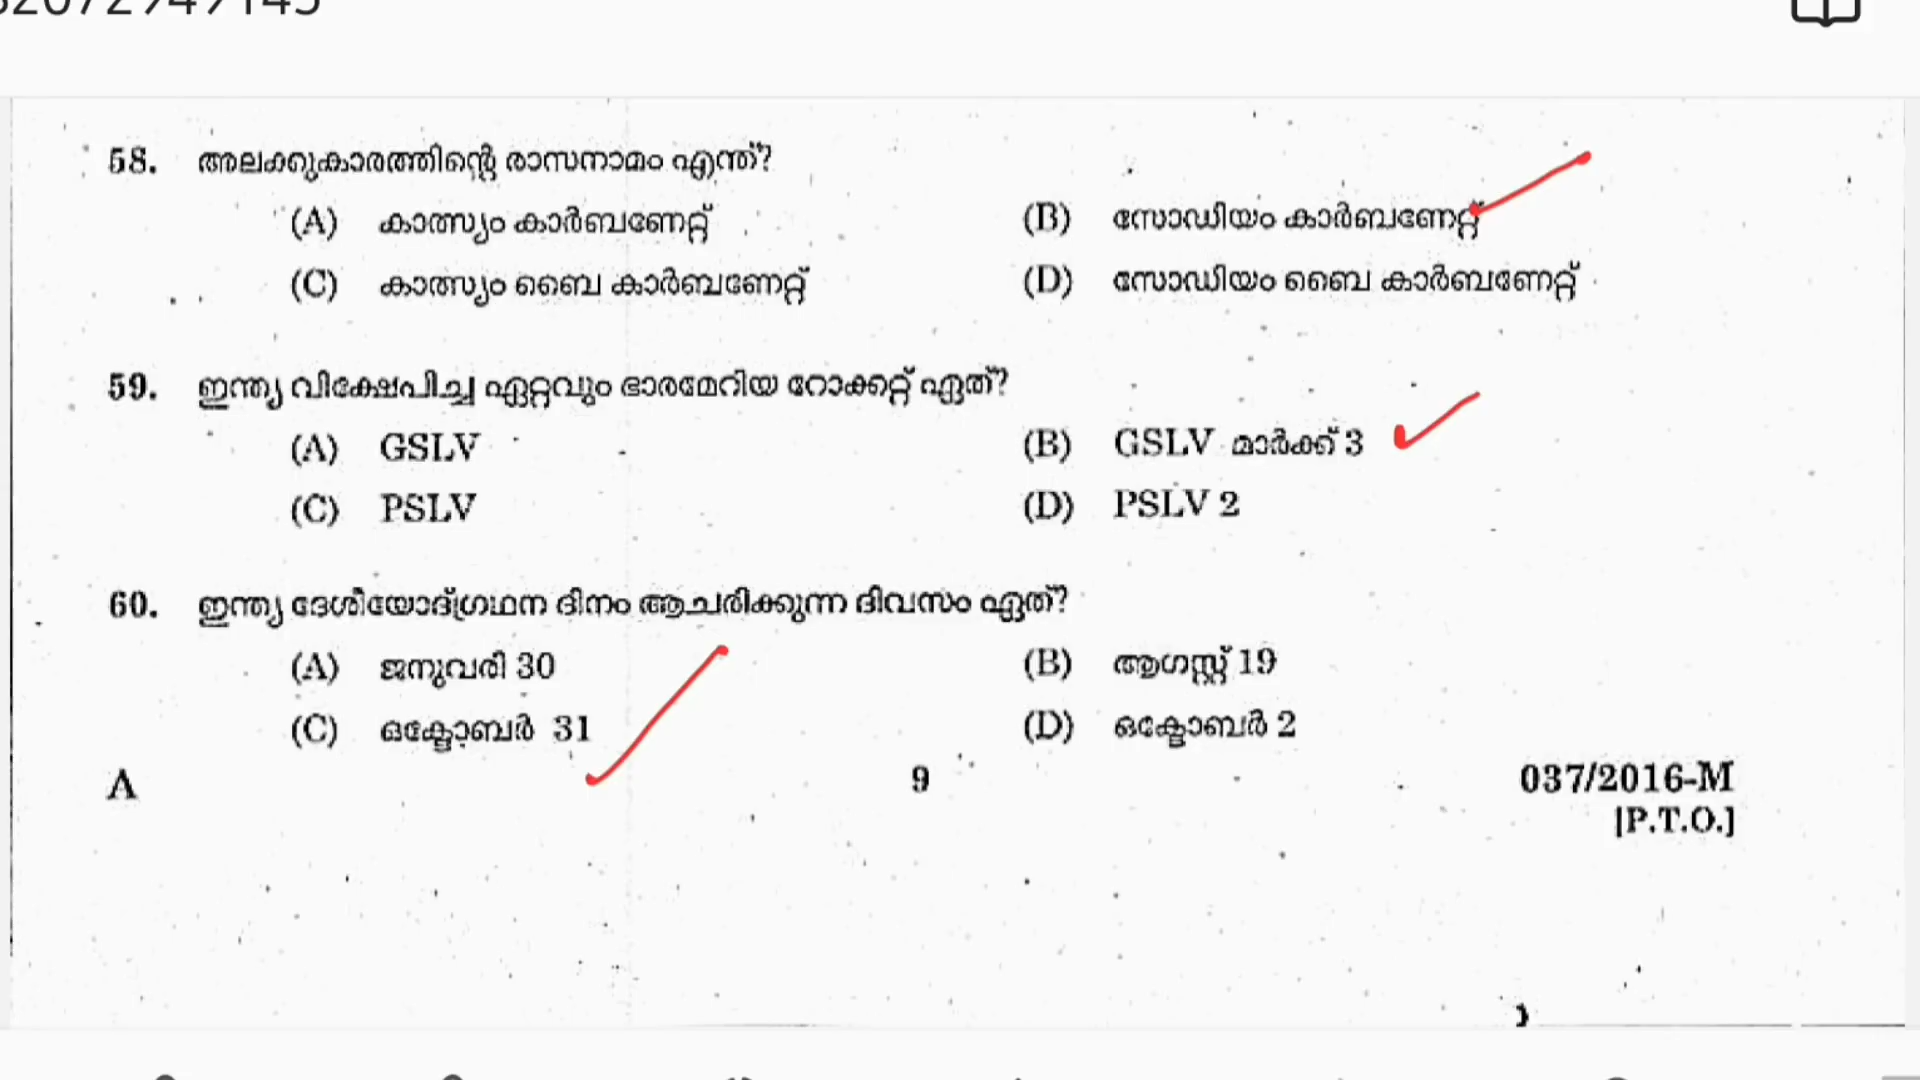 58. അലക്കുകാരത്തിന്റെ രാസനാമം എന്ത്?
(A) കാത്സ്യം കാർബണേറ്റ് (B) സോഡിയം കാർബണേറ്റ്
(C) കാത്സ്യം ബൈ കാർബണേറ്റ് (D) സോഡിയം ബൈ കാർബണേറ്റ്
59. ഇന്ത്യ വിക്ഷേപിച്ച ഏറ്റവും ഭാരമേറിയ റോക്കറ്റ് ഏത്?
(A) GSLV (B) GSLV മാർക്ക് 3
(C) PSLV (D) PSLV 2
60. ഇന്ത്യ ദേശീയോദ്ഗ്രഥന ദിനം ആചരിക്കുന്ന ദിവസം ഏത്?
(A) ജനുവരി 30 (B) ആഗസ്റ്റ് 19
(C) ഒക്ടോബർ 31 (D) ഒക്ടോബർ 2
A 9 037/2016-M
[P.T.O.]